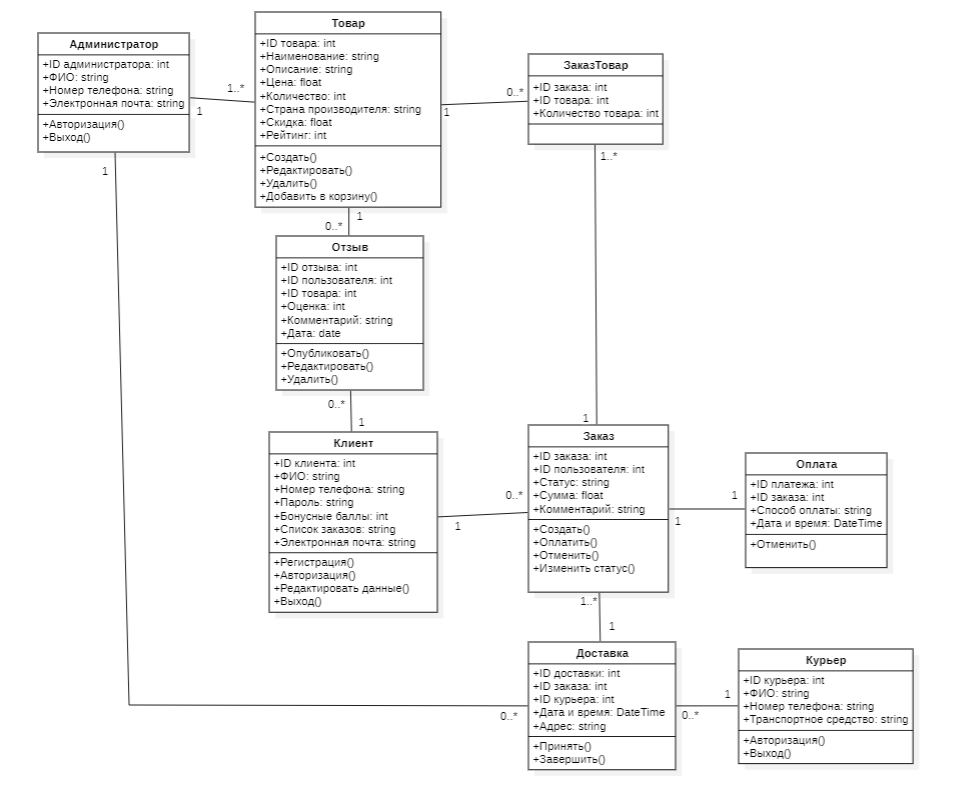 Администратор
+ID администратора: int
+ФИО: string
+Номер телефона: string
+Электронная почта: string
+Авторизация()
+Выход()
1
1
1..*
Товар
+ID товара: int
+Наименование: string
+Описание: string
+Цена: float
+Количество: int
+Страна производителя: string
+Скидка: float
+Рейтинг: int
+Создать()
+Редактировать()
+Удалить()
+Добавить в корзину()
1
0..*
ЗаказТовар
+ID заказа: int
+ID товара: int
+Количество товара: int
1..*
1
1
0..*
Отзыв
+ID отзыва: int
+ID пользователя: int
+ID товара: int
+Оценка: int
+Комментарий: string
+Дата: date
+Опубликовать()
+Редактировать()
+Удалить()
0..*
1
Клиент
+ID клиента: int
+ФИО: string
+Номер телефона: string
+Пароль: string
+Бонусные баллы: int
+Список заказов: string
+Электронная почта: string
+Регистрация()
+Авторизация()
+Редактировать данные()
+Выход()
1
0..*
Заказ
+ID заказа: int
+ID пользователя: int
+Статус: string
+Сумма: float
+Комментарий: string
+Создать()
+Оплатить()
+Отменить()
+Изменить статус()
1
1
Оплата
+ID платежа: int
+ID заказа: int
+Способ оплаты: string
+Дата и время: DateTime
+Отменить()
1..*
1
Доставка
+ID доставки: int
+ID заказа: int
+ID курьера: int
+Дата и время: DateTime
+Адрес: string
+Принять()
+Завершить()
0..*
0..*
1
Курьер
+ID курьера: int
+ФИО: string
+Номер телефона: string
+Транспортное средство: string
+Авторизация()
+Выход()